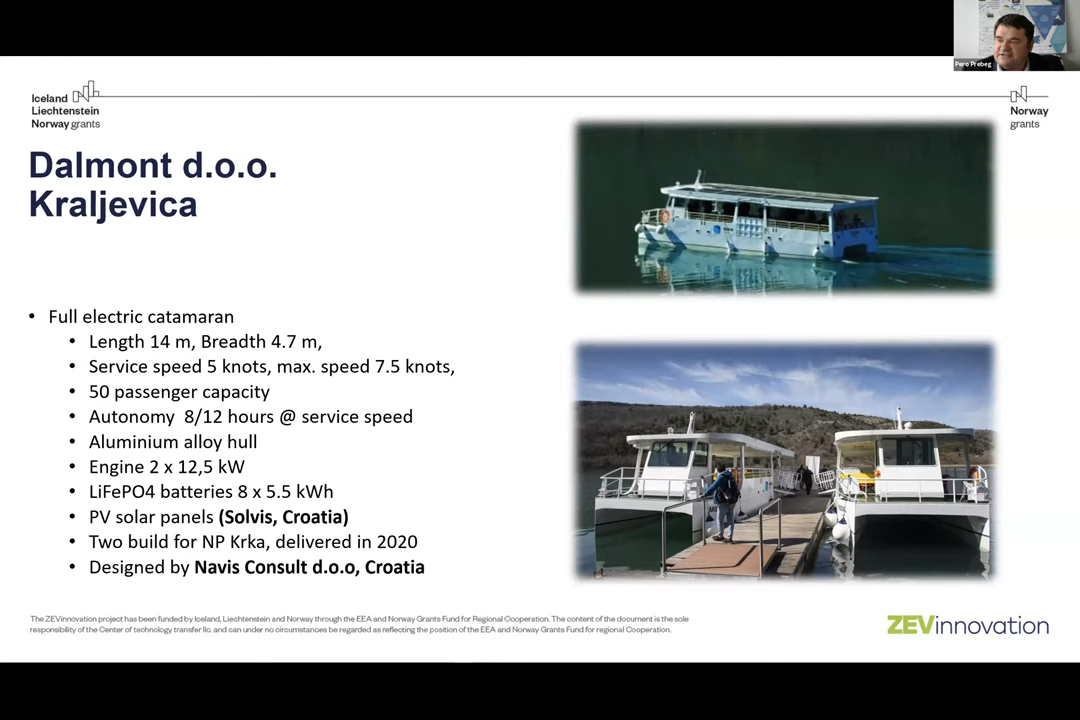 Pero Prebeg
Iceland
Liechtenstein
Norway grants
Norway
grants
Dalmont d.o.o.
Kraljevica
• Full electric catamaran
• Length 14 m, Breadth 4.7 m,
• Service speed 5 knots, max. speed 7.5 knots,
• 50 passenger capacity
• Autonomy 8/12 hours @ service speed
• Aluminium alloy hull
• Engine 2 x 12,5 kW
• LiFePO4 batteries 8 x 5.5 kWh
• PV solar panels (Solvis, Croatia)
• Two build for NP Krka, delivered in 2020
• Designed by Navis Consult d.o.o, Croatia
The ZEVinnovation project has been funded by Iceland, Liechtenstein and Norway through the EEA and Norway Grants Fund for Regional Cooperation. The content of the document is the sole
responsibility of the Center of technology transfer llc. and can under no circumstances be regarded as reflecting the position of the EEA and Norway Grants Fund for regional Cooperation.
ZEVinnovation